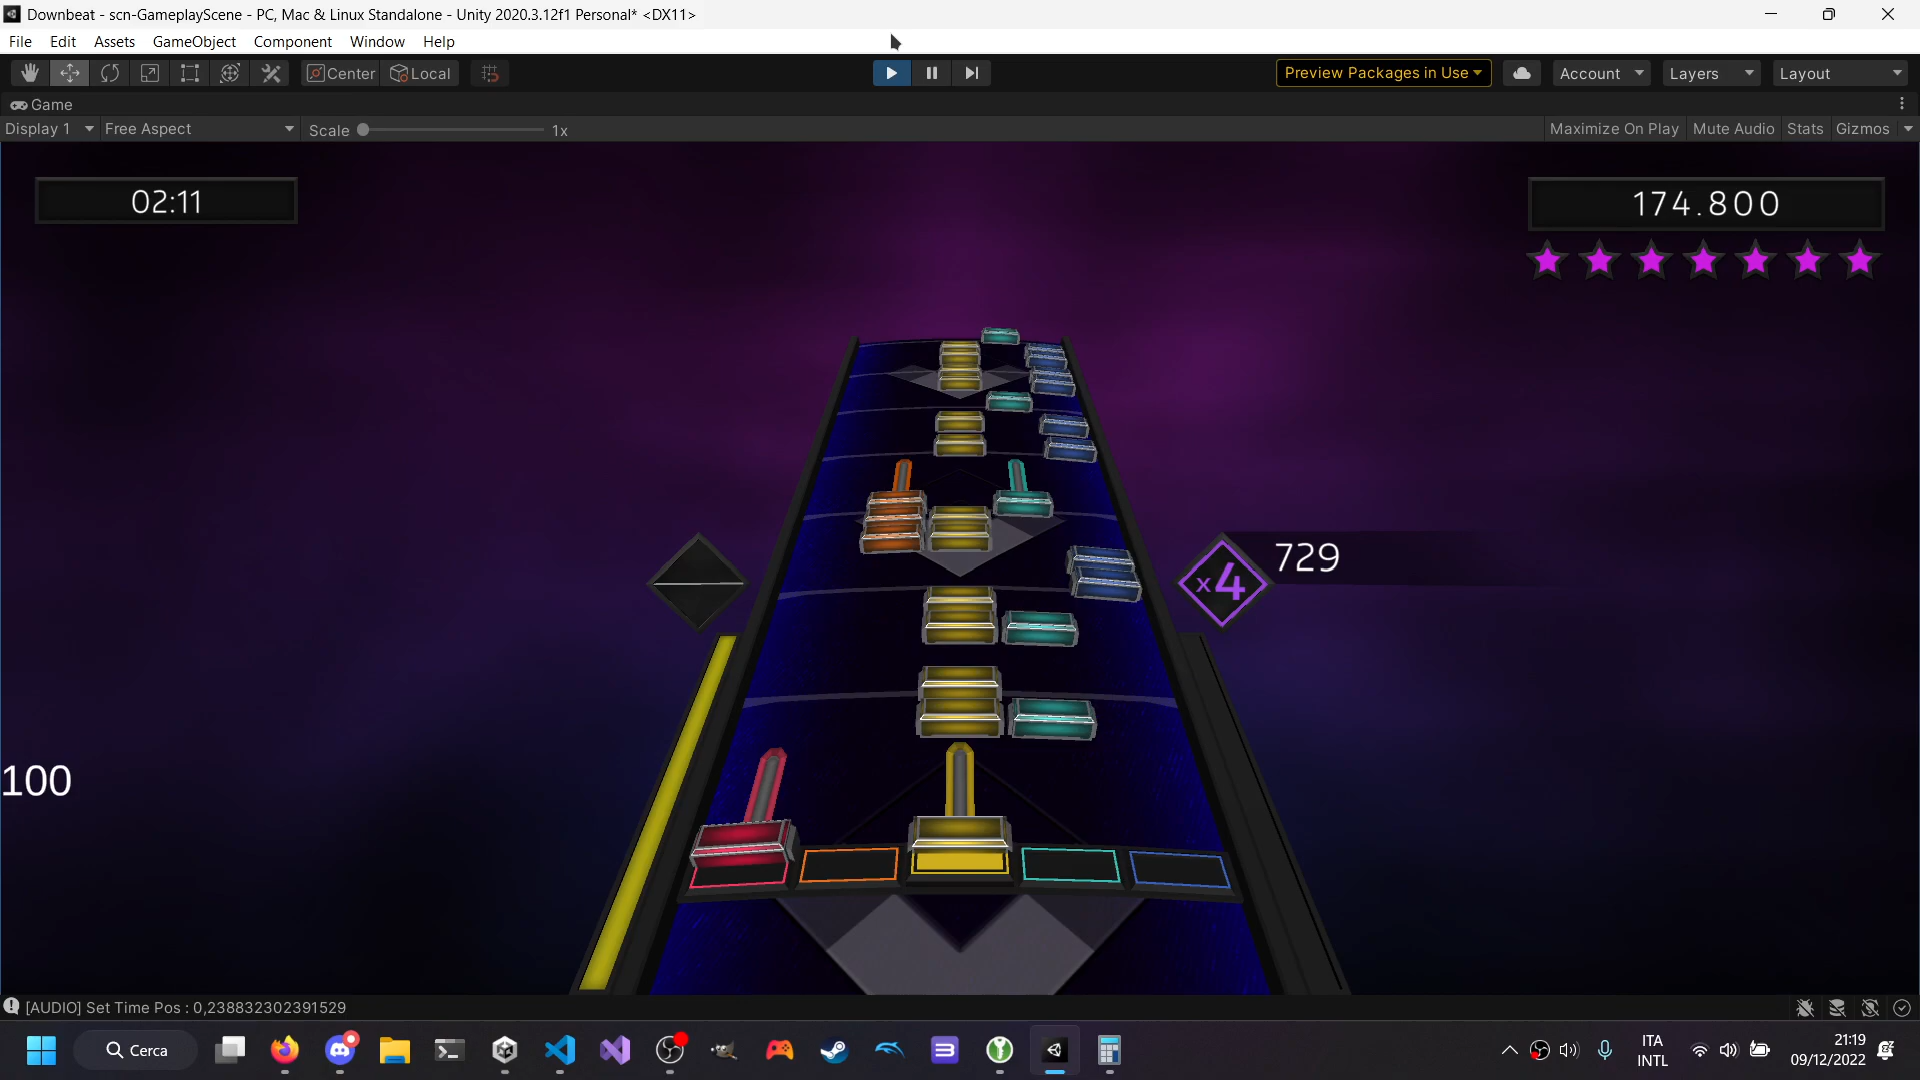 Downbeat - scn-GameplayScene - PC, Mac & Linux Standalone - Unity 2020.3.12f1 Personal* <DX11>
File Edit Assets GameObject Component Window Help
Center Local Preview Packages in Use Account Layers Layout
Game
Display 1 Free Aspect Scale 1x Maximize On Play Mute Audio Stats Gizmos
02:11
174.800
x4 729
100
[AUDIO] Set Time Pos : 0,238832302391529
Cerca
ITA
INTL
21:19
09/12/2022